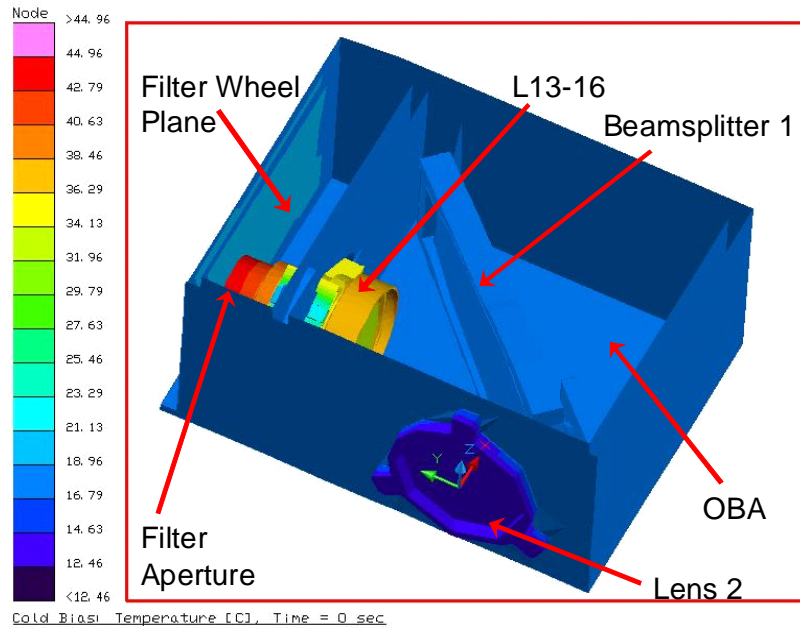 Node
>44. 96
44. 96
42. 79
40. 63
38. 46
36. 29
34. 13
31. 96
29. 79
27. 63
25. 46
23. 29
21. 13
18. 96
16. 79
14. 63
12. 46
<12. 46
Filter Wheel
Plane
L13-16
Beamsplitter 1
Z
Y
OBA
Filter
Aperture
Lens 2
Cold Bias: Temperature [C], Time = 0 sec